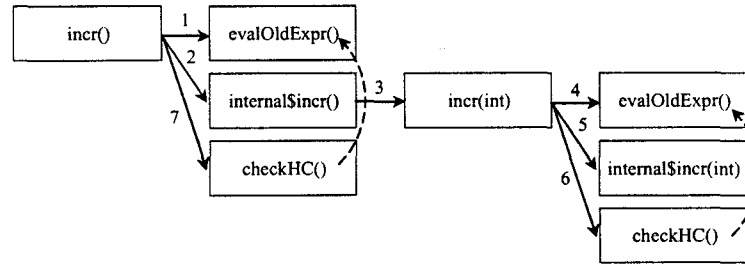 incr()
1
evalOldExpr()
2
internal$incr()
7
checkHC()
3
incr(int)
4
evalOldExpr()
5
internal$incr(int)
6
checkHC()